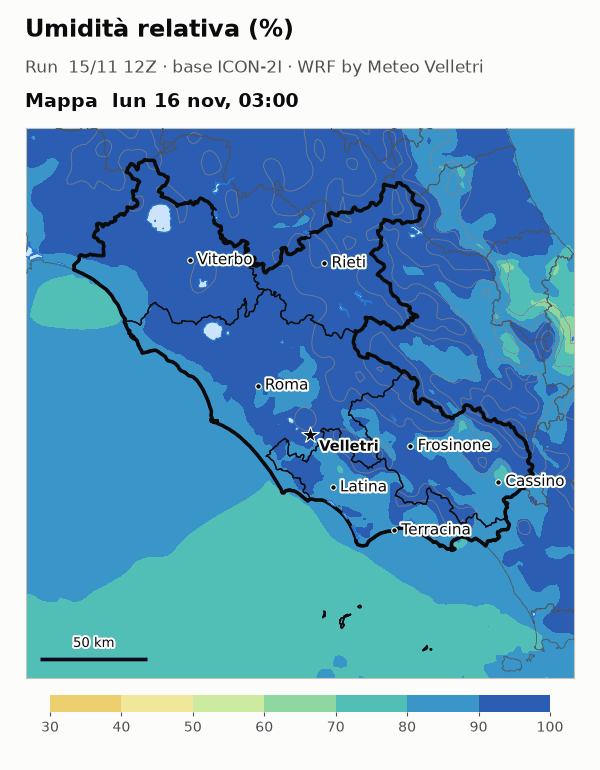 Umidità relativa (%)
Run  15/11 12Z · base ICON-2I · WRF by Meteo Velletri
Mappa  lun 16 nov, 03:00
Viterbo
Rieti
Roma
Velletri
Frosinone
Cassino
Latina
Terracina
50 km
30 40 50 60 70 80 90 100